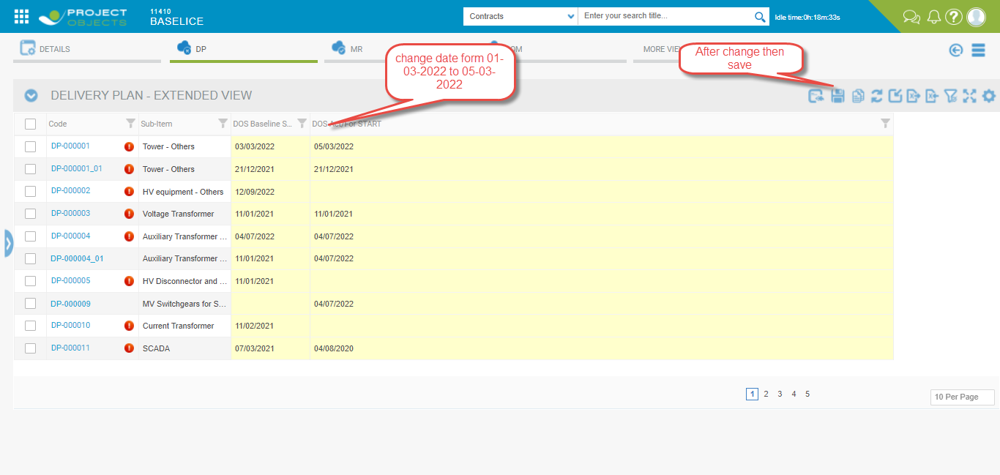 PROJECT
OBJECTS
11410
BASELICE
Contracts
Enter your search title...
Idle time:0h:18m:33s
DETAILS
DP
MR
OM
MORE VIE
change date form 01-
03-2022 to 05-03-
2022
After change then
save
DELIVERY PLAN - EXTENDED VIEW
Code Sub-Item DOS Baseline S... DOS Act/For START
DP-000001 Tower - Others 03/03/2022 05/03/2022
DP-000001_01 Tower - Others 21/12/2021 21/12/2021
DP-000002 HV equipment - Others 12/09/2022
DP-000003 Voltage Transformer 11/01/2021 11/01/2021
DP-000004 Auxiliary Transformer ... 04/07/2022 04/07/2022
DP-000004_01 Auxiliary Transformer ... 11/01/2021 04/07/2022
DP-000005 HV Disconnector and ... 11/01/2021
DP-000009 MV Switchgears for S... 04/07/2022
DP-000010 Current Transformer 11/02/2021
DP-000011 SCADA 07/03/2021 04/08/2020
1 2 3 4 5
10 Per Page